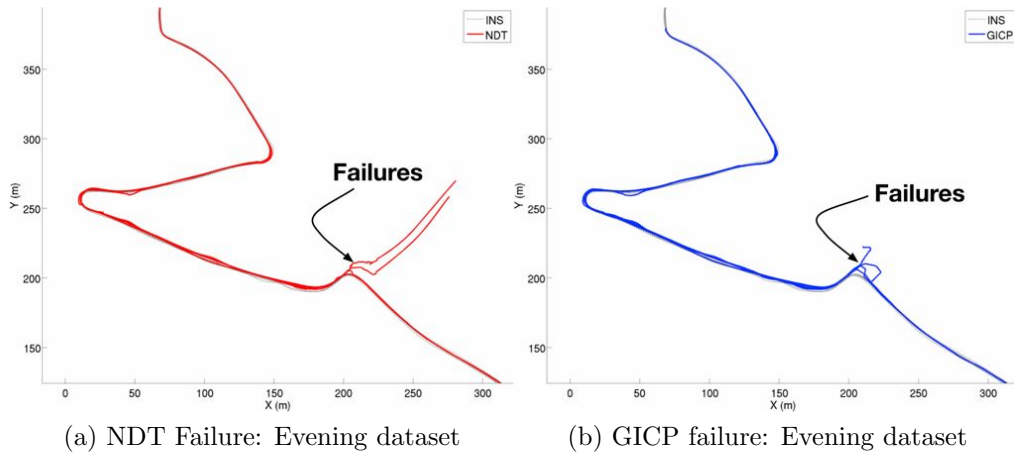 INS
NDT
Failures
Y (m)
350
300
250
200
150
0
50
100
150
200
250
300
X (m)
(a) NDT Failure: Evening dataset
INS
GICP
Failures
Y (m)
350
300
250
200
150
0
50
100
150
200
250
300
X (m)
(b) GICP failure: Evening dataset